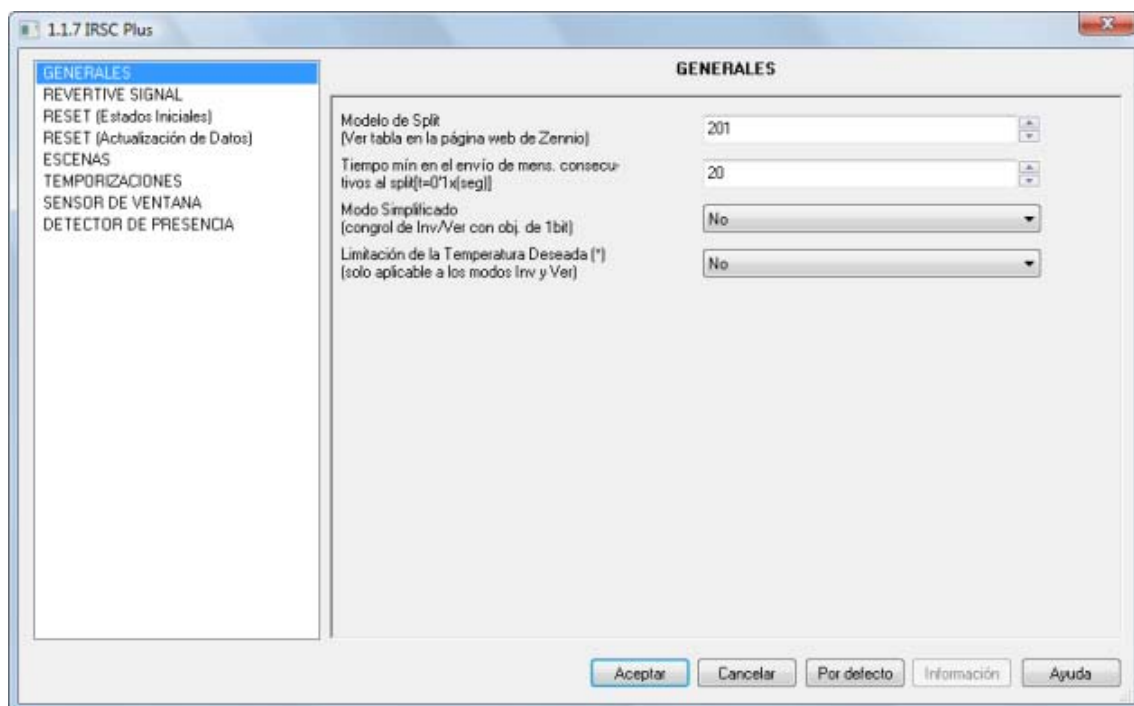 1.1.7 IRSC Plus
GENERALES
REVERTIVE SIGNAL
RESET (Estados Iniciales)
RESET (Actualización de Datos)
ESCENAS
TEMPORIZACIONES
SENSOR DE VENTANA
DETECTOR DE PRESENCIA
GENERALES
Modelo de Split
(Ver tabla en la página web de Zennio)
201
Tiempo mín en el envío de mens. consecu-
tivos al split[t=0'1x(seg)]
20
Modo Simplificado
(congrol de Inv/Ver con obj. de 1bit)
No
Limitación de la Temperatura Deseada (*)
(solo aplicable a los modos Inv y Ver)
No
Aceptar
Cancelar
Por defecto
Información
Ayuda